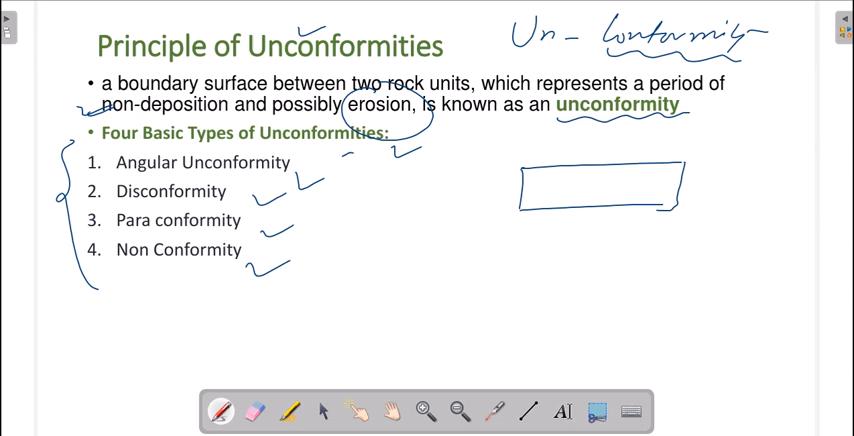 Principle of Unconformities
Un - Conformity
• a boundary surface between two rock units, which represents a period of
non-deposition and possibly erosion, is known as an unconformity
• Four Basic Types of Unconformities:
1. Angular Unconformity
2. Disconformity
3. Para conformity
4. Non Conformity
A